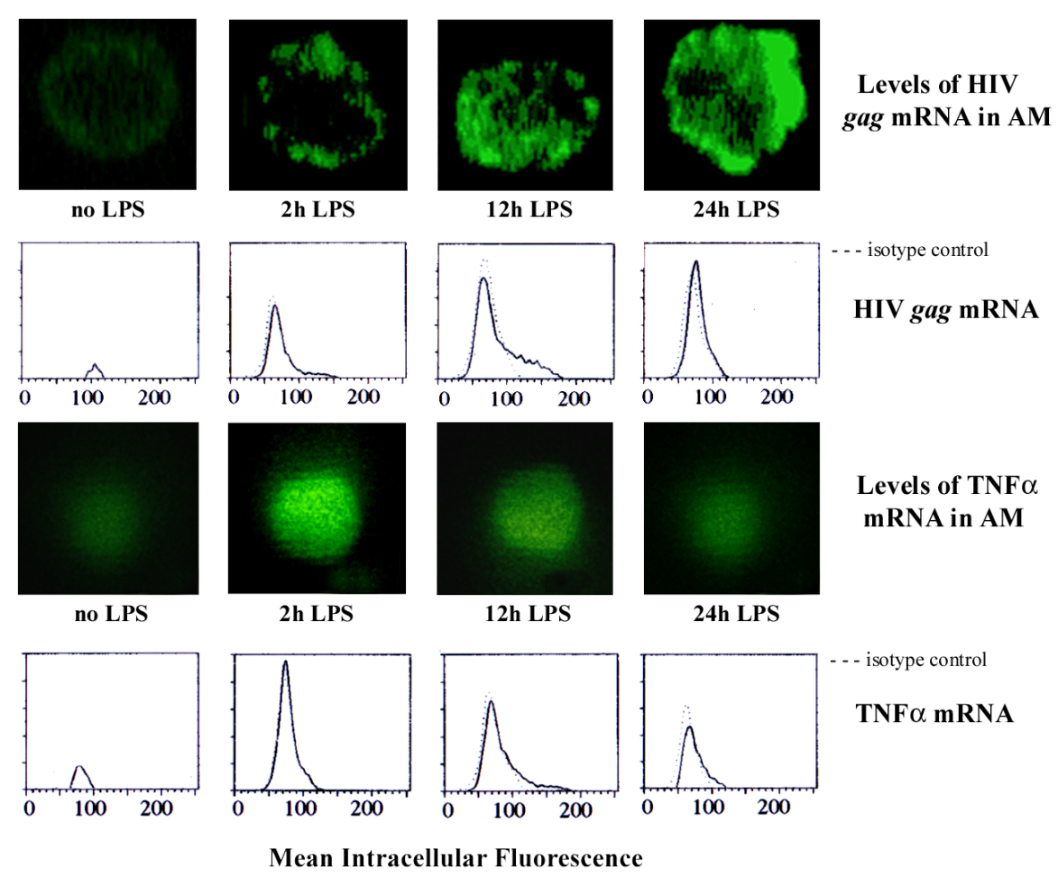 Levels of HIV
gag mRNA in AM
no LPS
2h LPS
12h LPS
24h LPS
--- isotype control
HIV gag mRNA
0 100 200
0 100 200
0 100 200
0 100 200
Levels of TNFα
mRNA in AM
no LPS
2h LPS
12h LPS
24h LPS
--- isotype control
TNFα mRNA
0 100 200
0 100 200
0 100 200
0 100 200
Mean Intracellular Fluorescence